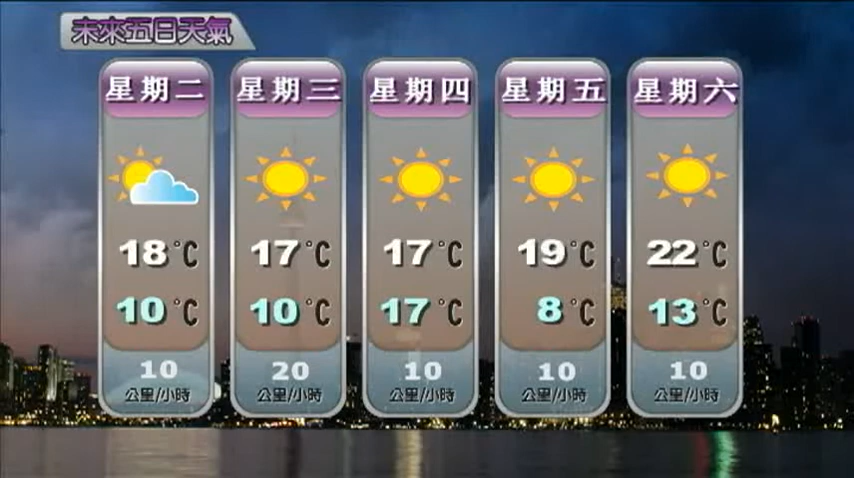 未來五日天氣
星期二
18°C
10°C
10
公里/小時
星期三
17°C
10°C
20
公里/小時
星期四
17°C
17°C
10
公里/小時
星期五
19°C
8°C
10
公里/小時
星期六
22°C
13°C
10
公里/小時